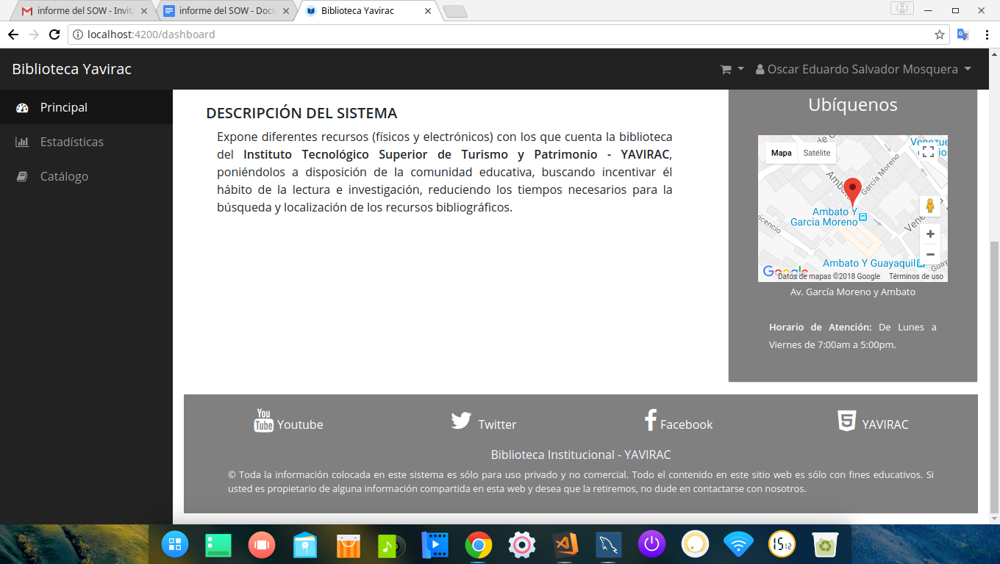 informe del SOW - Invita
informe del SOW - Docu
Biblioteca Yavirac
localhost:4200/dashboard
Biblioteca Yavirac
Oscar Eduardo Salvador Mosquera
Principal
Estadísticas
Catálogo
DESCRIPCIÓN DEL SISTEMA
Expone diferentes recursos (físicos y electrónicos) con los que cuenta la biblioteca
del Instituto Tecnológico Superior de Turismo y Patrimonio - YAVIRAC,
poniéndolos a disposición de la comunidad educativa, buscando incentivar él
hábito de la lectura e investigación, reduciendo los tiempos necesarios para la
búsqueda y localización de los recursos bibliográficos.
Ubíquenos
Mapa
Satélite
García Moreno
Ambato Y
Garcia Moreno
Ambato Y Guayaquil
Google
Datos de mapas ©2018 Google
Términos de uso
Av. García Moreno y Ambato
Horario de Atención: De Lunes a
Viernes de 7:00am a 5:00pm.
You
Tube
Youtube
Twitter
Facebook
YAVIRAC
Biblioteca Institucional - YAVIRAC
© Toda la información colocada en este sistema es sólo para uso privado y no comercial. Todo el contenido en este sitio web es sólo con fines educativos. Si
usted es propietario de alguna información compartida en esta web y desea que la retiremos, no dude en contactarse con nosotros.
15 12